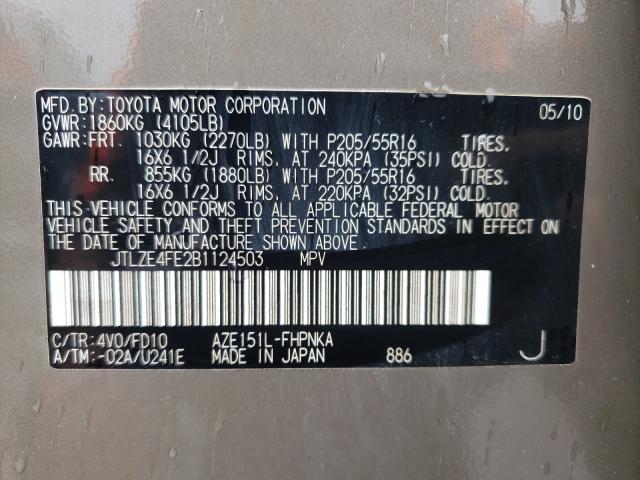 MFD.BY:TOYOTA MOTOR CORPORATION 05/10
GVWR:1860KG (4105LB)
GAWR:FRT. 1030KG (2270LB) WITH P205/55R16 TIRES.
16X6 1/2J RIMS. AT 240KPA (35PSI) COLD.
RR. 855KG (1880LB) WITH P205/55R16 TIRES.
16X6 1/2J RIMS. AT 220KPA (32PSI) COLD.
THIS VEHICLE CONFORMS TO ALL APPLICABLE FEDERAL MOTOR
VEHICLE SAFETY AND THEFT PREVENTION STANDARDS IN EFFECT ON
THE DATE OF MANUFACTURE SHOWN ABOVE.
JTLZE4FE2B1124503 MPV
C/TR:4V0/FD10 AZE151L-FHPNKA
A/TM:-02A/U241E MADE IN JAPAN 886 J